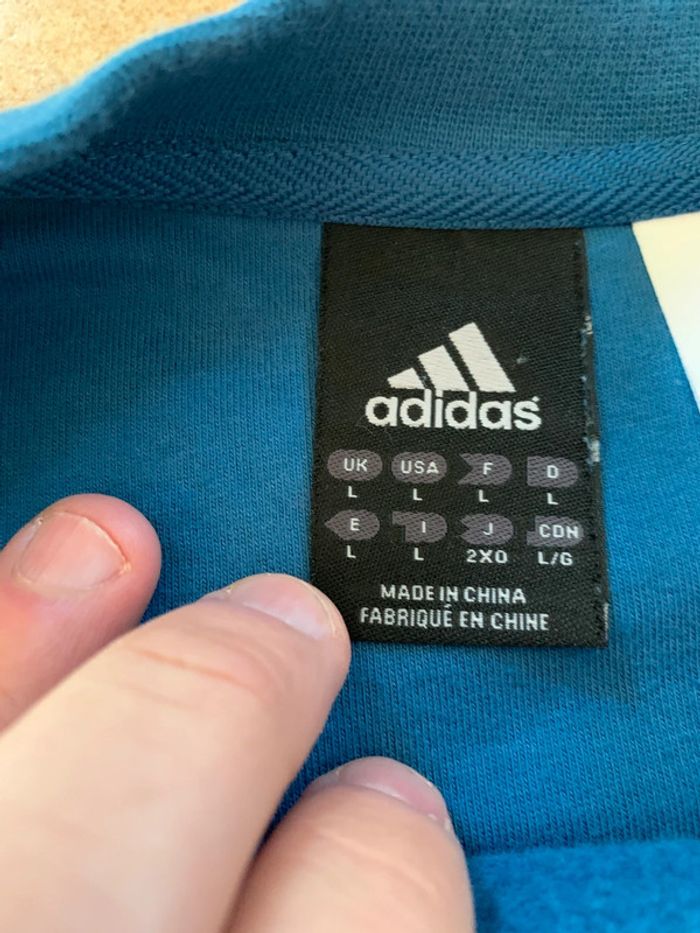 adidas
UK USA F D
L L L L
E I J CDN
L L 2XO L/G
MADE IN CHINA
FABRIQUÉ EN CHINE